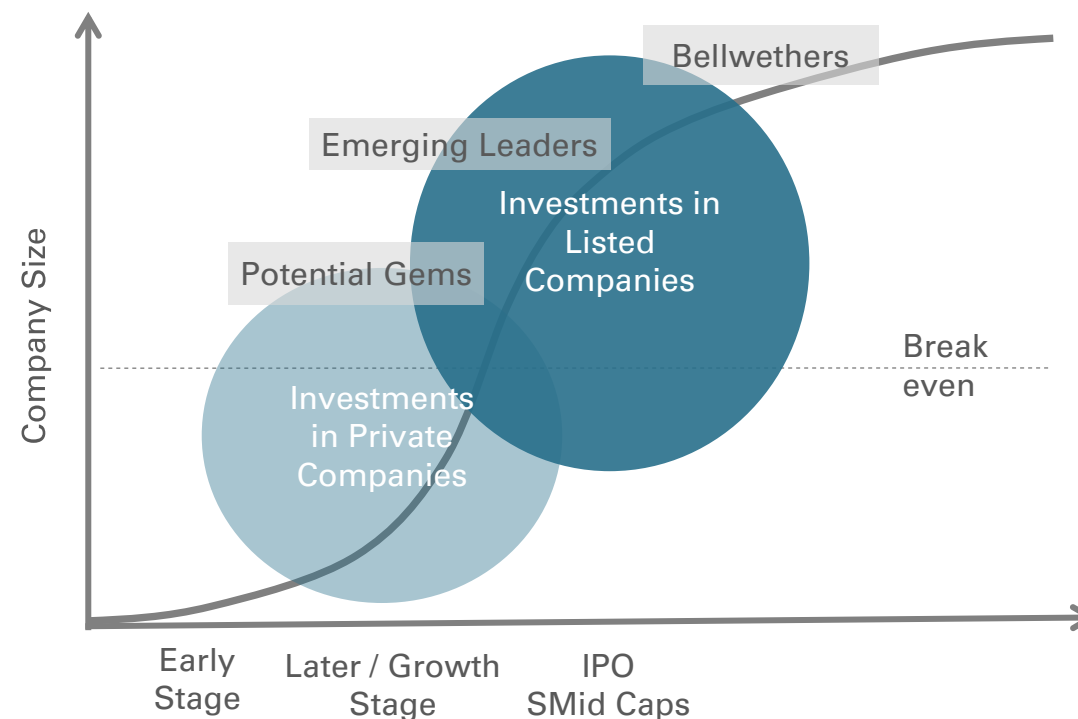 Bellwethers
Emerging Leaders
Investments in
Listed
Companies
Potential Gems
Company Size
Break
even
Investments
in Private
Companies
Early
Stage
Later / Growth
Stage
IPO
SMid Caps